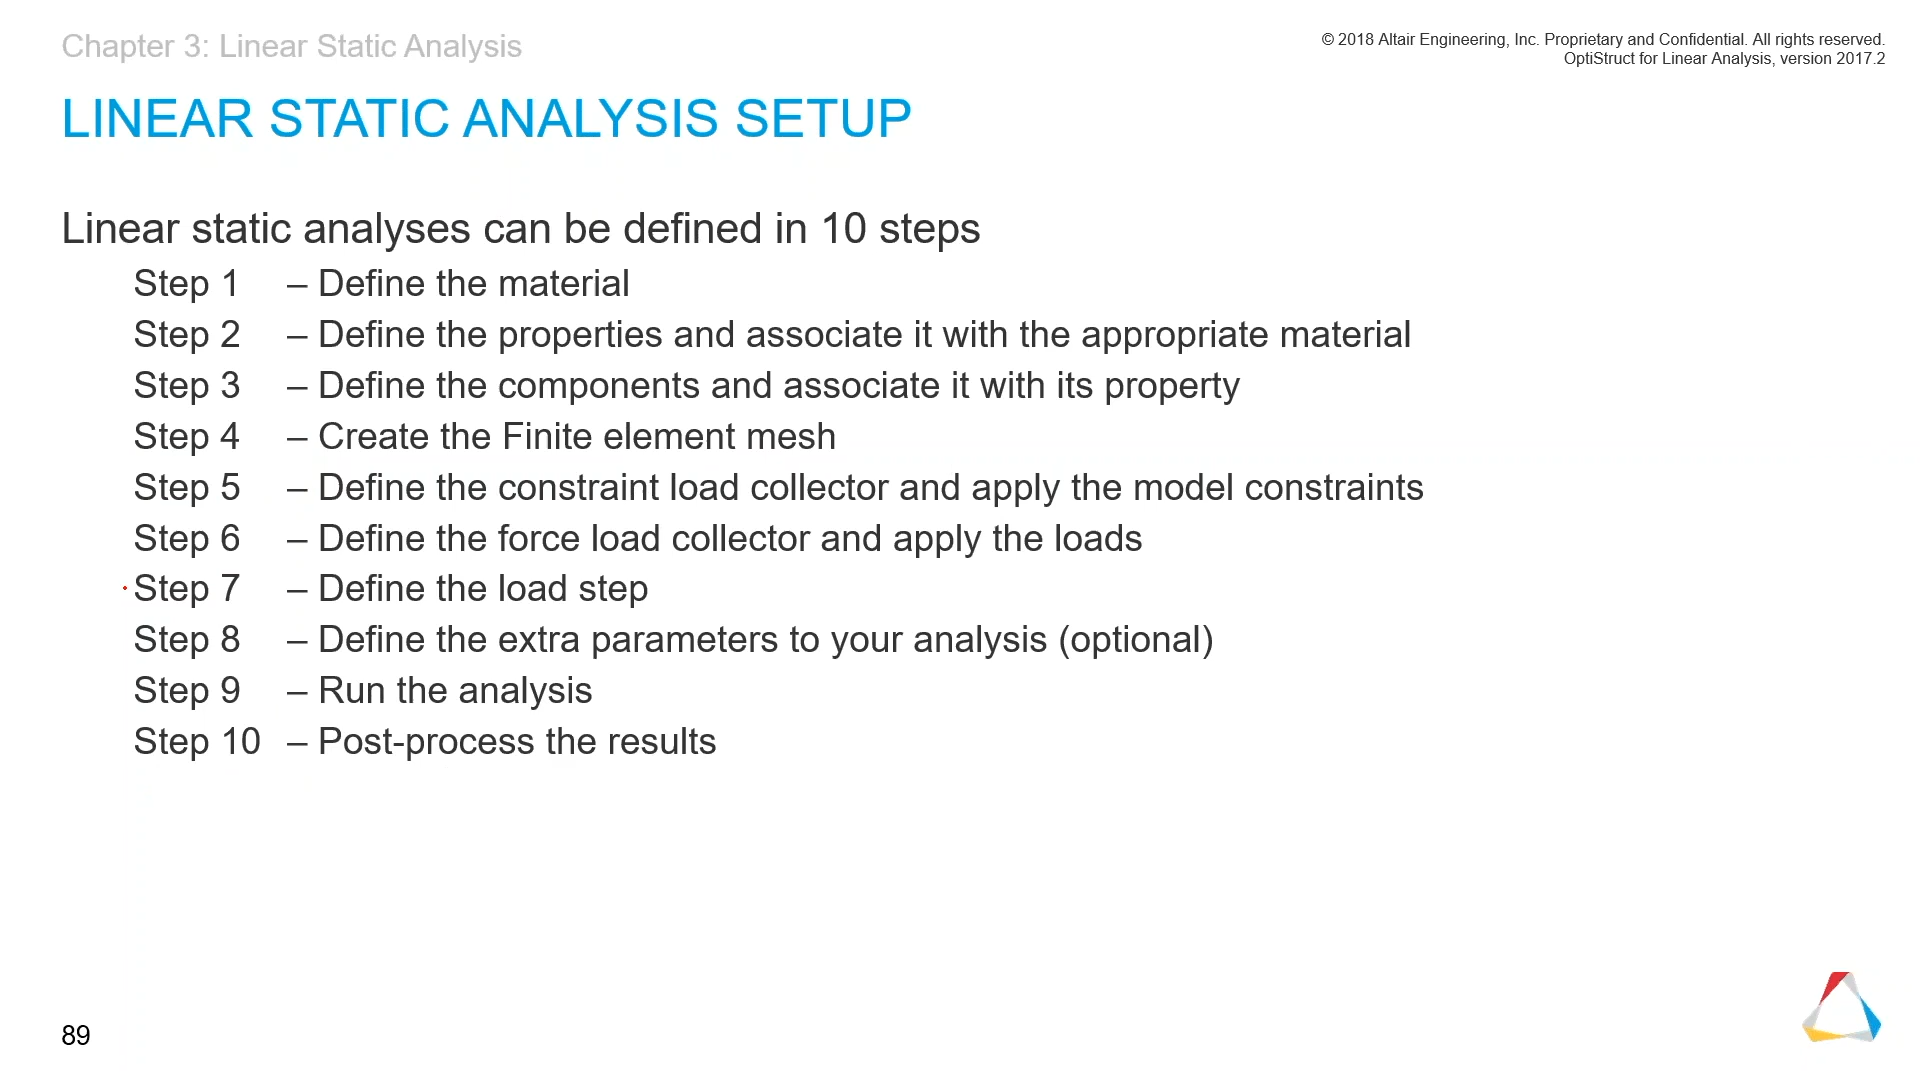 Chapter 3: Linear Static Analysis
© 2018 Altair Engineering, Inc. Proprietary and Confidential. All rights reserved.
OptiStruct for Linear Analysis, version 2017.2
LINEAR STATIC ANALYSIS SETUP
Linear static analyses can be defined in 10 steps
Step 1 – Define the material
Step 2 – Define the properties and associate it with the appropriate material
Step 3 – Define the components and associate it with its property
Step 4 – Create the Finite element mesh
Step 5 – Define the constraint load collector and apply the model constraints
Step 6 – Define the force load collector and apply the loads
Step 7 – Define the load step
Step 8 – Define the extra parameters to your analysis (optional)
Step 9 – Run the analysis
Step 10 – Post-process the results
89